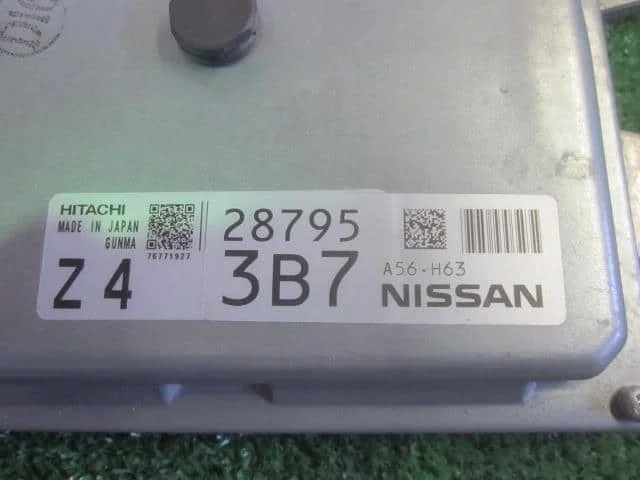 HITACHI
MADE IN JAPAN
GUNMA
76771927
Z4
28795
3B7
A56-H63
NISSAN